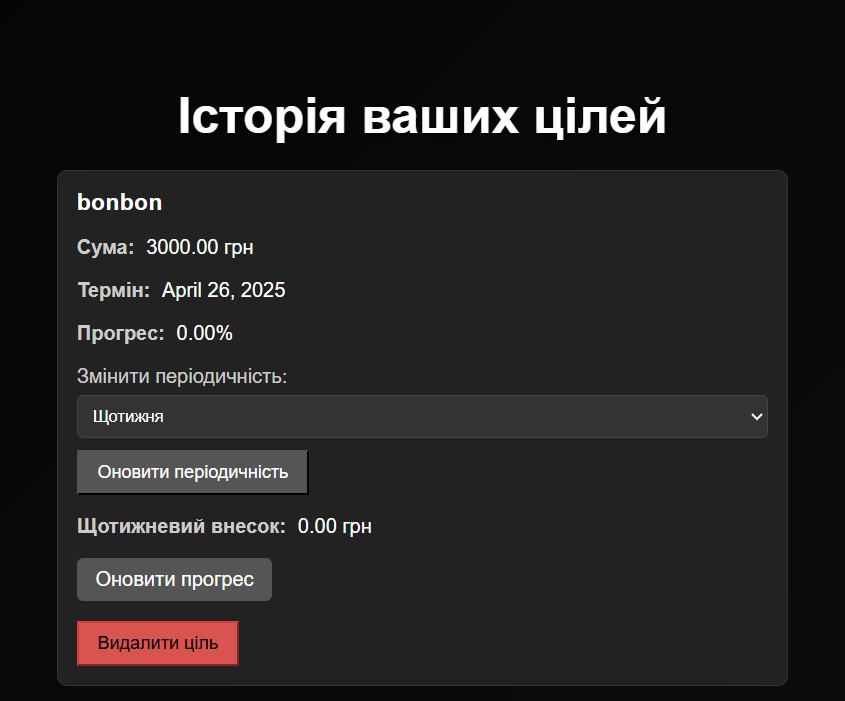 Історія ваших цілей
bonbon
Сума: 3000.00 грн
Термін: April 26, 2025
Прогрес: 0.00%
Змінити періодичність:
Щотижня
Оновити періодичність
Щотижневий внесок: 0.00 грн
Оновити прогрес
Видалити ціль